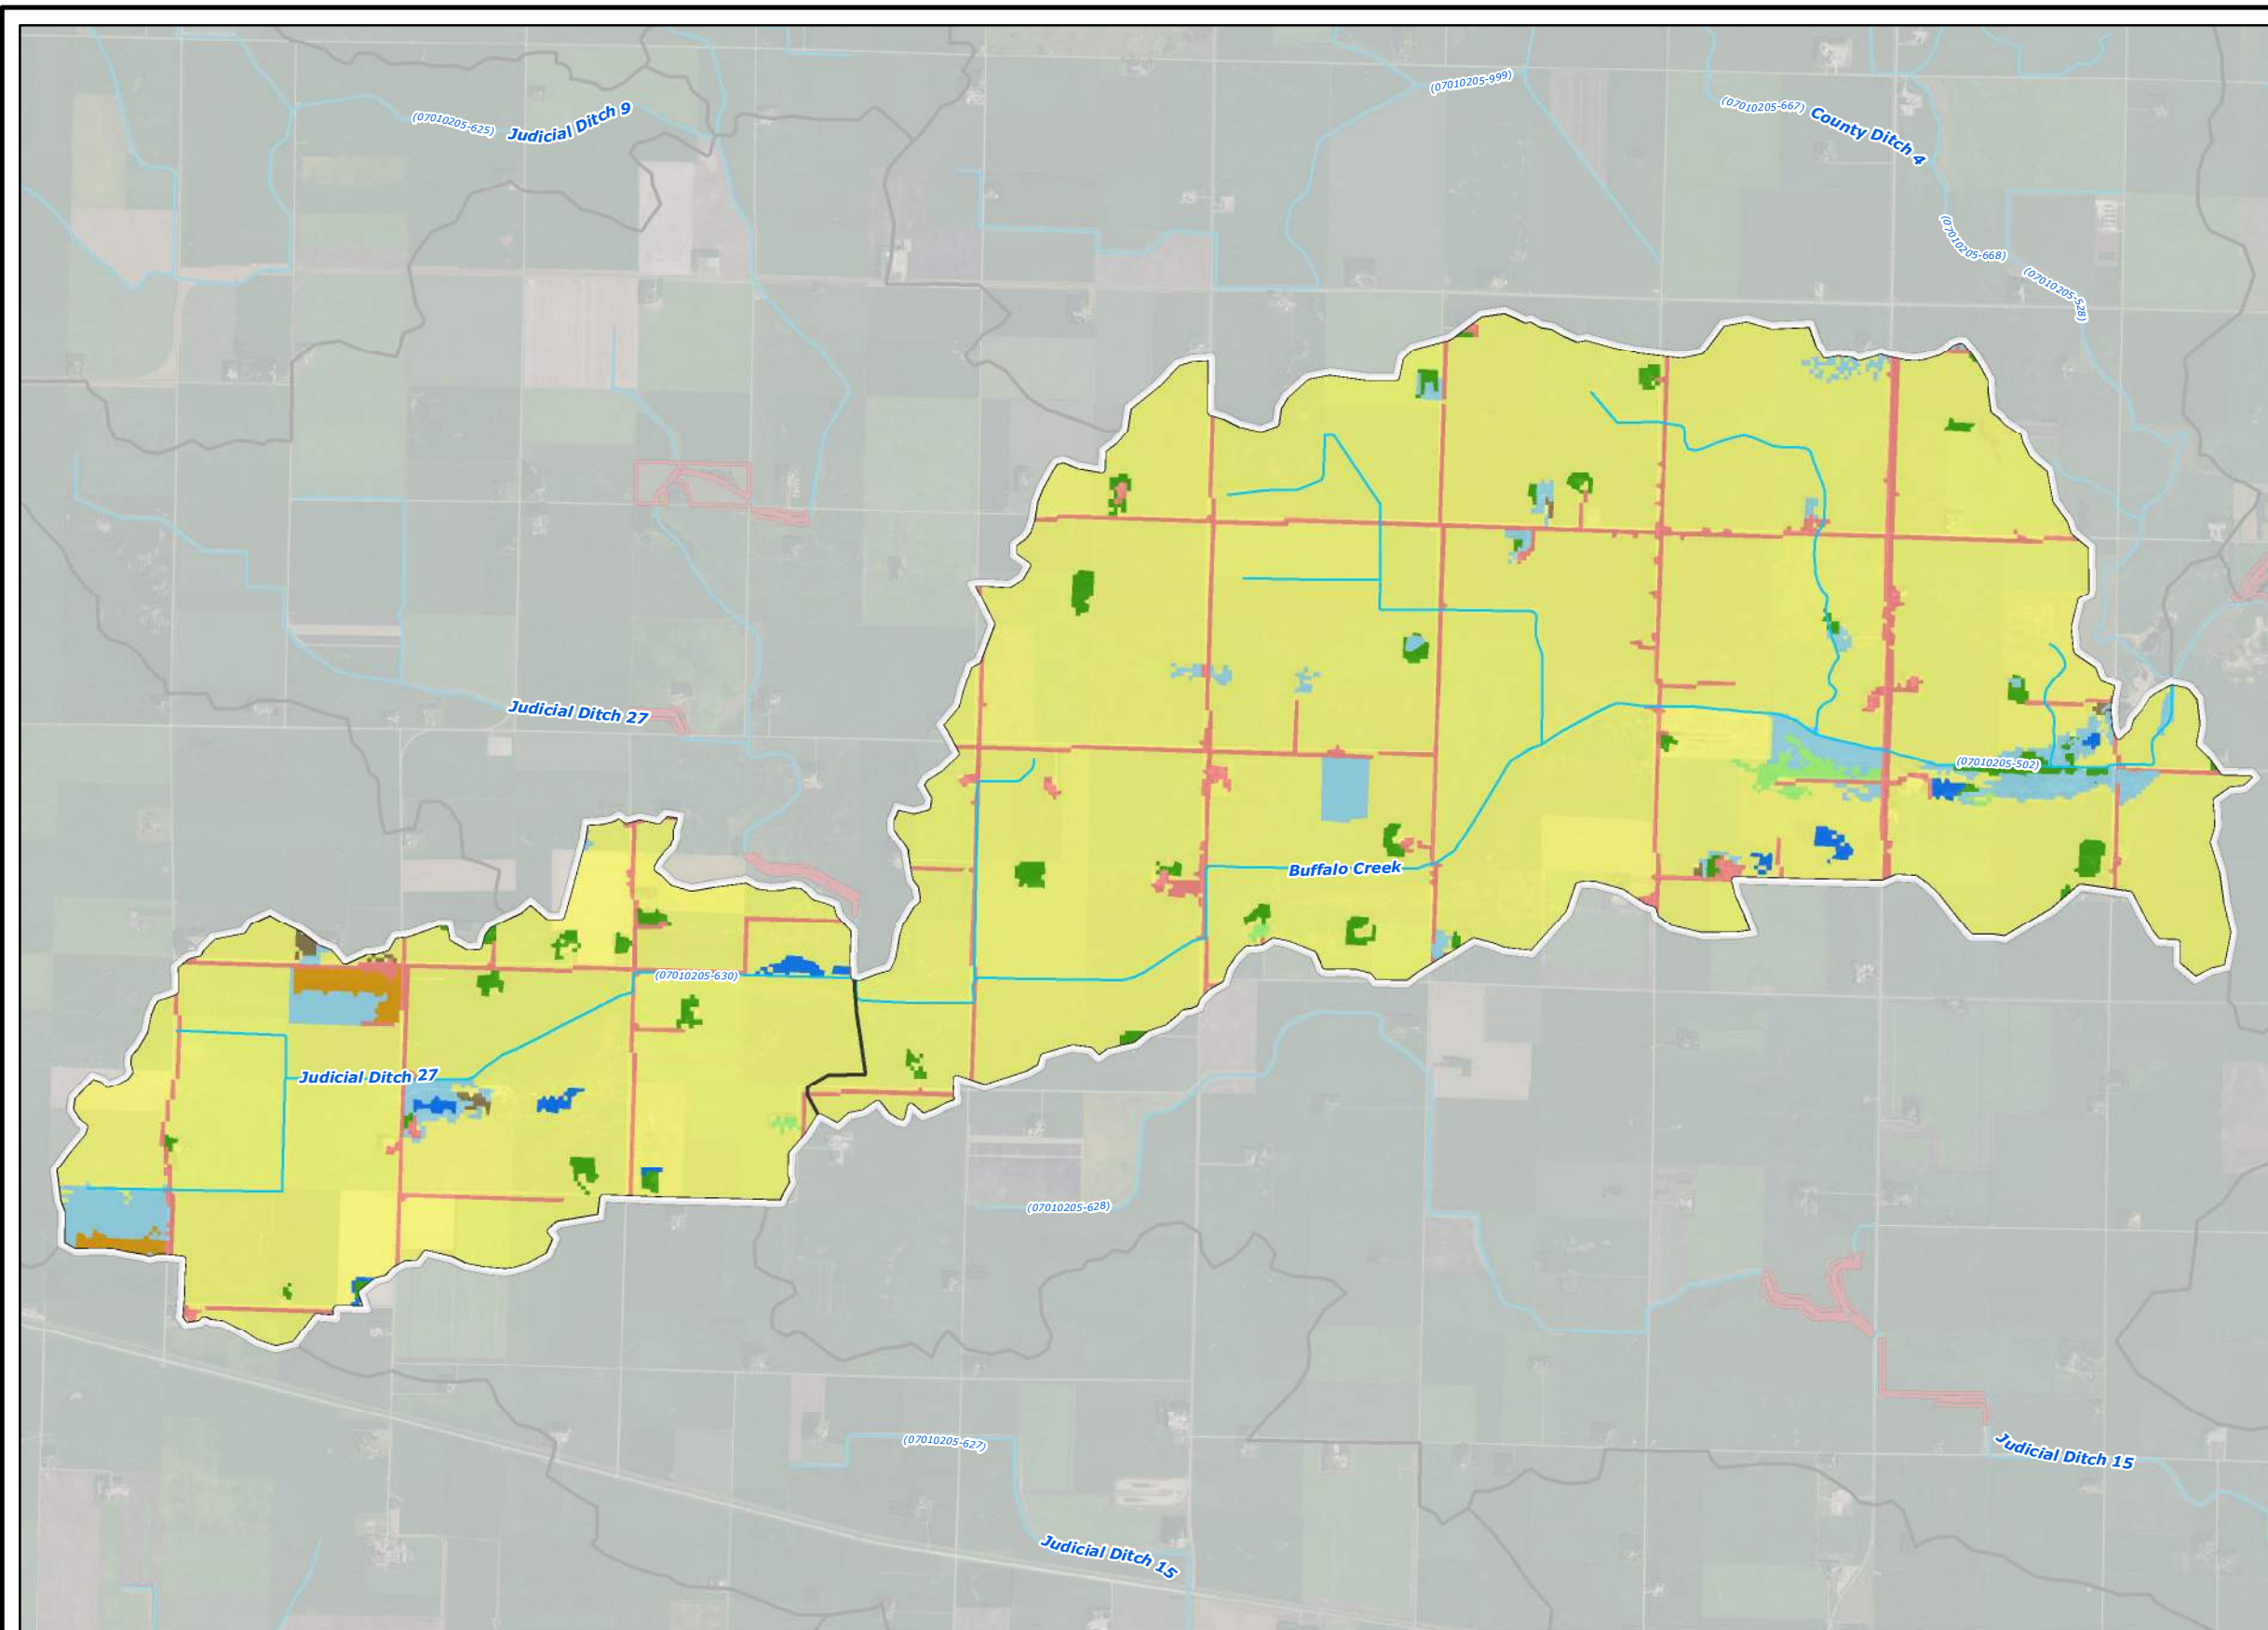 (07010205-999)
(07010205-625) Judicial Ditch 9
(07010205-667) County Ditch 4
(07010205-668)
(07010205-528)
Judicial Ditch 27
(07010205-502)
Buffalo Creek
(07010205-630)
Judicial Ditch 27
(07010205-628)
(07010205-627)
Judicial Ditch 15
Judicial Ditch 15